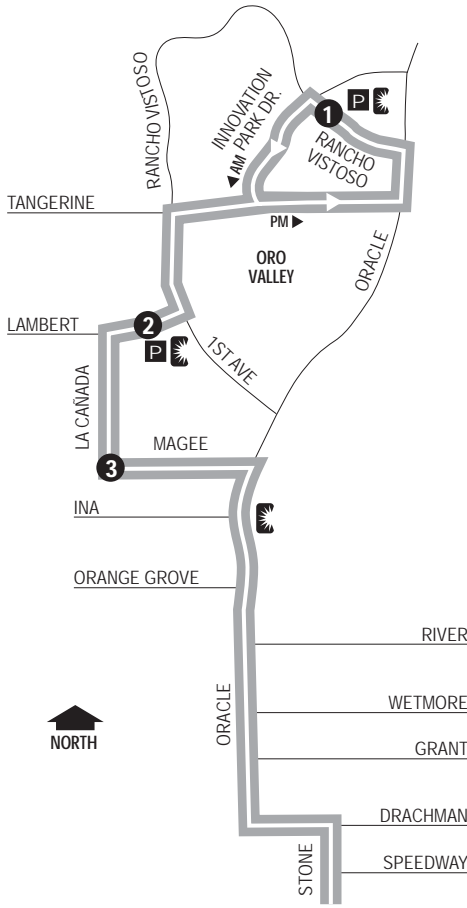 RANCHO VISTOSO
INNOVATION
PARK DR.
◀ AM
1
P
RANCHO
VISTOSO
TANGERINE
PM ▶
ORO
VALLEY
ORACLE
LAMBERT
2
P
1ST AVE
LA CAÑADA
MAGEE
3
INA
ORANGE GROVE
RIVER
ORACLE
WETMORE
NORTH
GRANT
DRACHMAN
STONE
SPEEDWAY